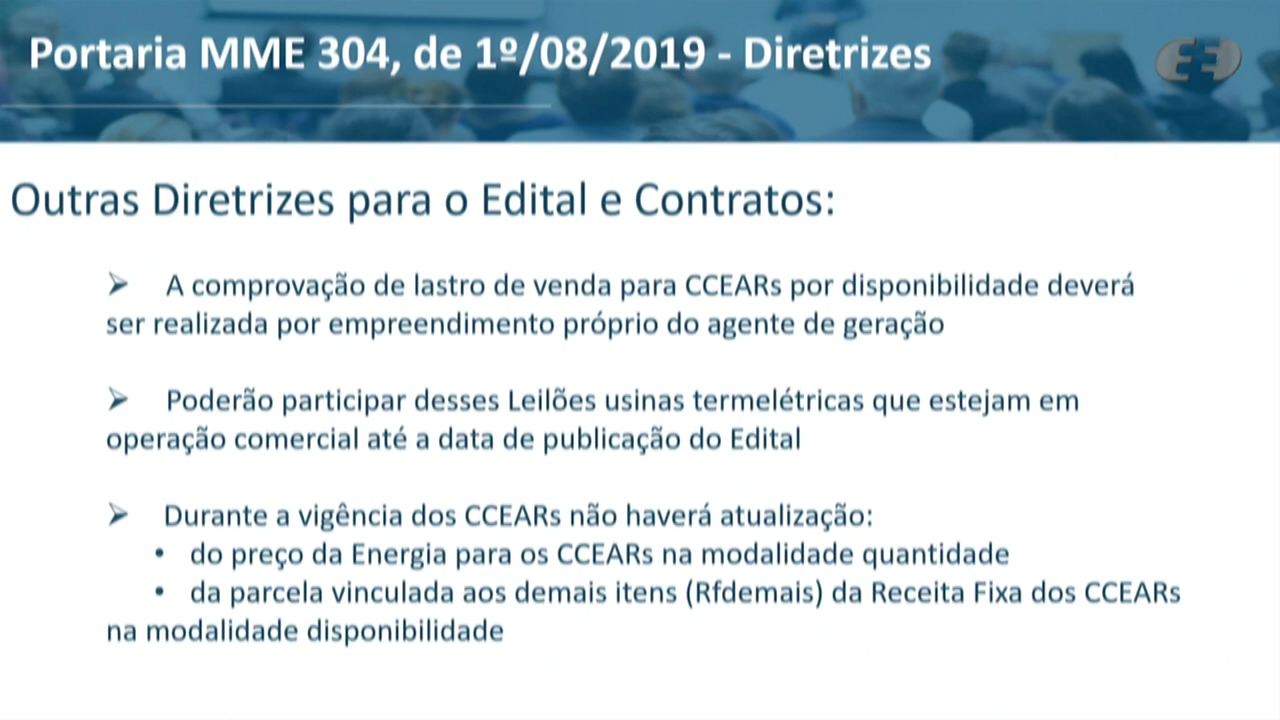 Portaria MME 304, de 1º/08/2019 - Diretrizes
Outras Diretrizes para o Edital e Contratos:
➢ A comprovação de lastro de venda para CCEARs por disponibilidade deverá
ser realizada por empreendimento próprio do agente de geração
➢ Poderão participar desses Leilões usinas termelétricas que estejam em
operação comercial até a data de publicação do Edital
➢ Durante a vigência dos CCEARs não haverá atualização:
• do preço da Energia para os CCEARs na modalidade quantidade
• da parcela vinculada aos demais itens (Rfdemais) da Receita Fixa dos CCEARs
na modalidade disponibilidade